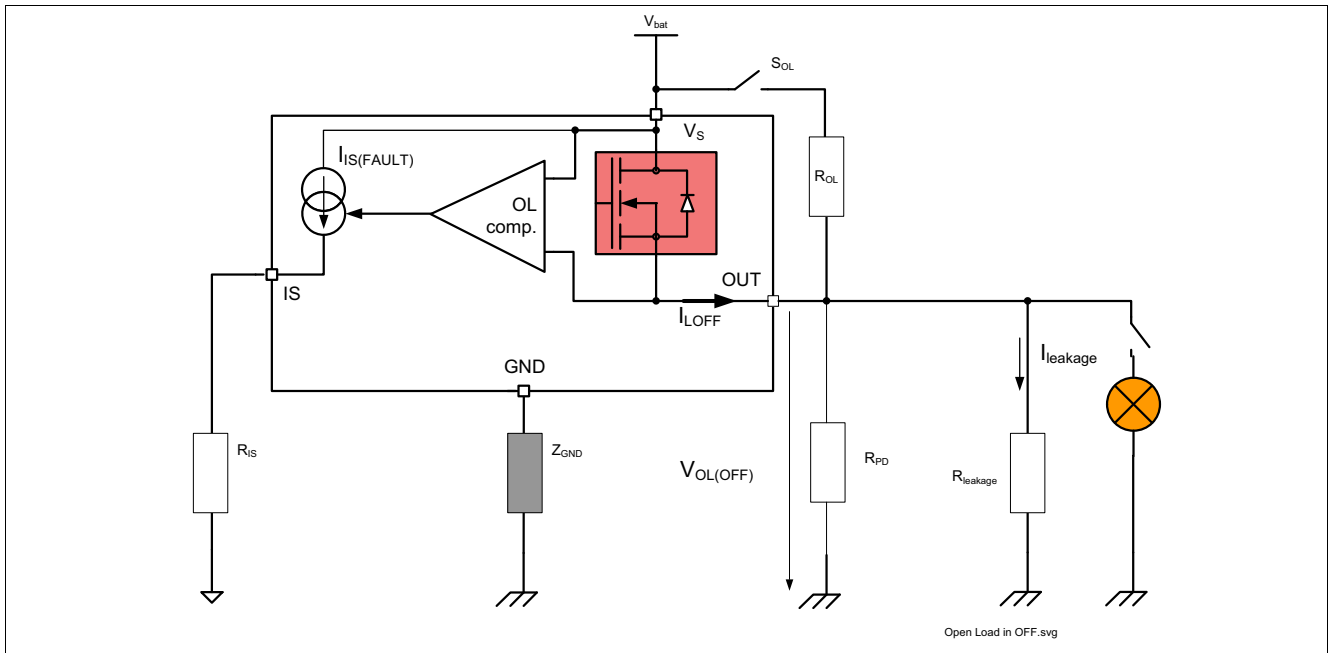 Vbat
SOL
VS
IIS(FAULT)
ROL
OL
comp.
OUT
IS
ILOFF
Ileakage
GND
RIS
ZGND
VOL(OFF)
RPD
Rleakage
Open Load in OFF.svg